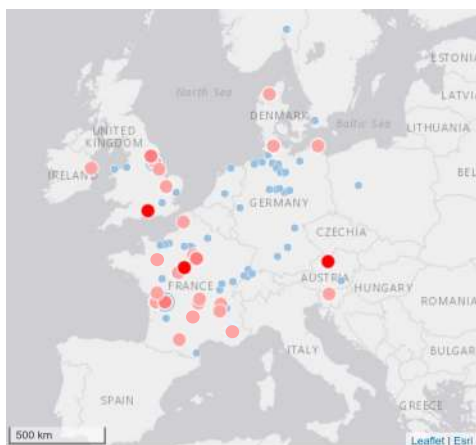 North Sea
ESTONIA
LATV
DENMARK
Baltic Sea
LITHUANIA
UNITED
KINGDOM
IRELAND
BEL
GERMANY
CZECHIA
AUSTRIA
HUNGARY
FRANCE
ROMANIA
ITALY
BULGAR
SPAIN
GREECE
500 km
Leaflet | Esri